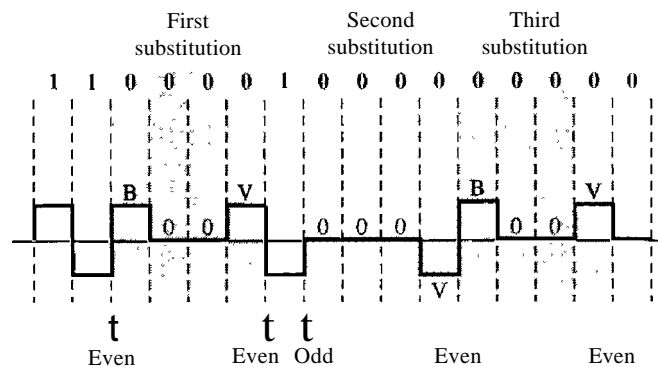 First substitution
Second substitution
Third substitution
1 1 0 0 0 0 1 0 0 0 0 0 0 0 0 0
B V B V
0 0 0 0 0 0 0
V
t t t
Even Even Odd Even Even